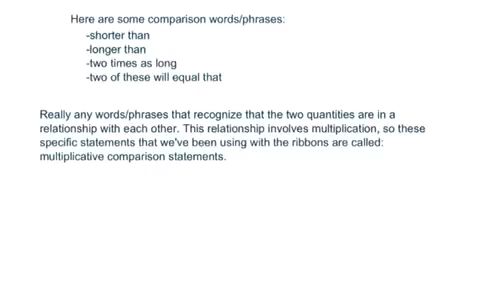 Here are some comparison words/phrases:
-shorter than
-longer than
-two times as long
-two of these will equal that
Really any words/phrases that recognize that the two quantities are in a
relationship with each other. This relationship involves multiplication, so these
specific statements that we've been using with the ribbons are called:
multiplicative comparison statements.